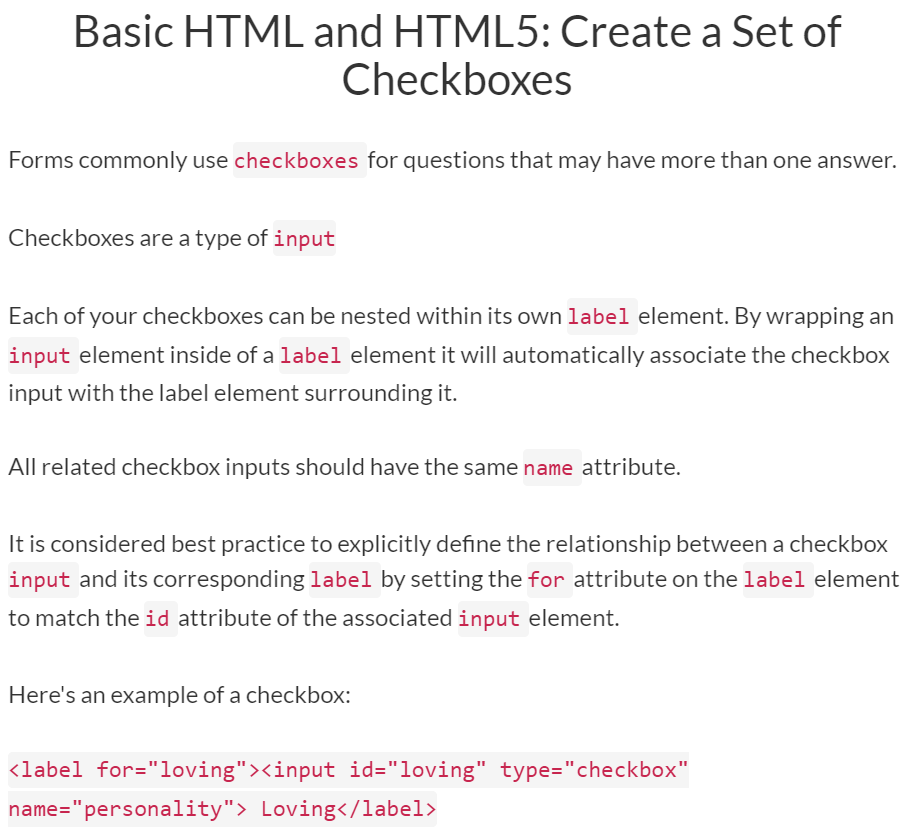 Basic HTML and HTML5: Create a Set of
Checkboxes
Forms commonly use checkboxes for questions that may have more than one answer.
Checkboxes are a type of input
Each of your checkboxes can be nested within its own label element. By wrapping an
input element inside of a label element it will automatically associate the checkbox
input with the label element surrounding it.
All related checkbox inputs should have the same name attribute.
It is considered best practice to explicitly define the relationship between a checkbox
input and its corresponding label by setting the for attribute on the label element
to match the id attribute of the associated input element.
Here's an example of a checkbox:
<label for="loving"><input id="loving" type="checkbox"
name="personality"> Loving</label>